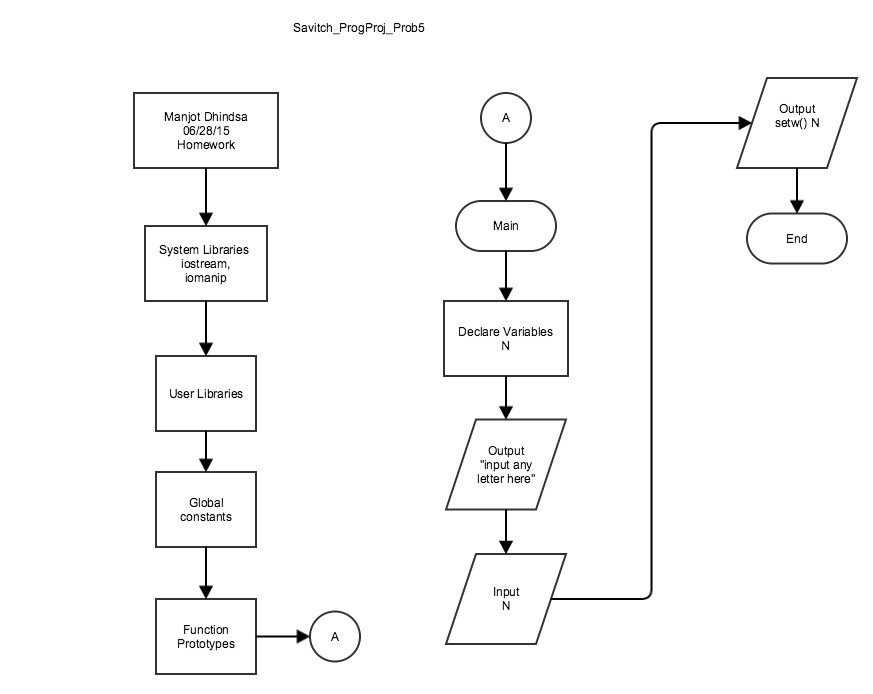 Savitch_ProgProj_Prob5
Manjot Dhindsa
06/28/15
Homework
System Libraries
iostream,
iomanip
User Libraries
Global
constants
Function
Prototypes
A
A
Main
Declare Variables
N
Output
"input any
letter here"
Input
N
Output
setw() N
End